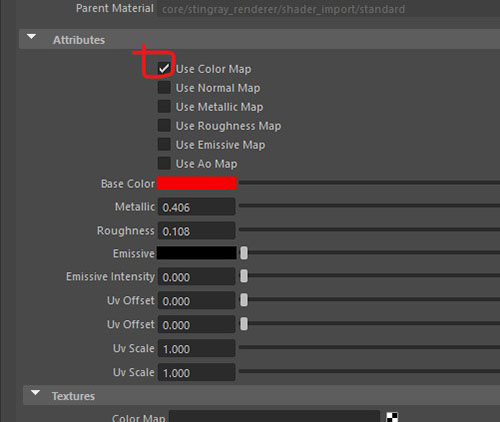 Parent Material core/stingray_renderer/shader_import/standard
Attributes
Use Color Map
Use Normal Map
Use Metallic Map
Use Roughness Map
Use Emissive Map
Use Ao Map
Base Color
Metallic 0.406
Roughness 0.108
Emissive
Emissive Intensity 0.000
Uv Offset 0.000
Uv Offset 0.000
Uv Scale 1.000
Uv Scale 1.000
Textures
Color Map